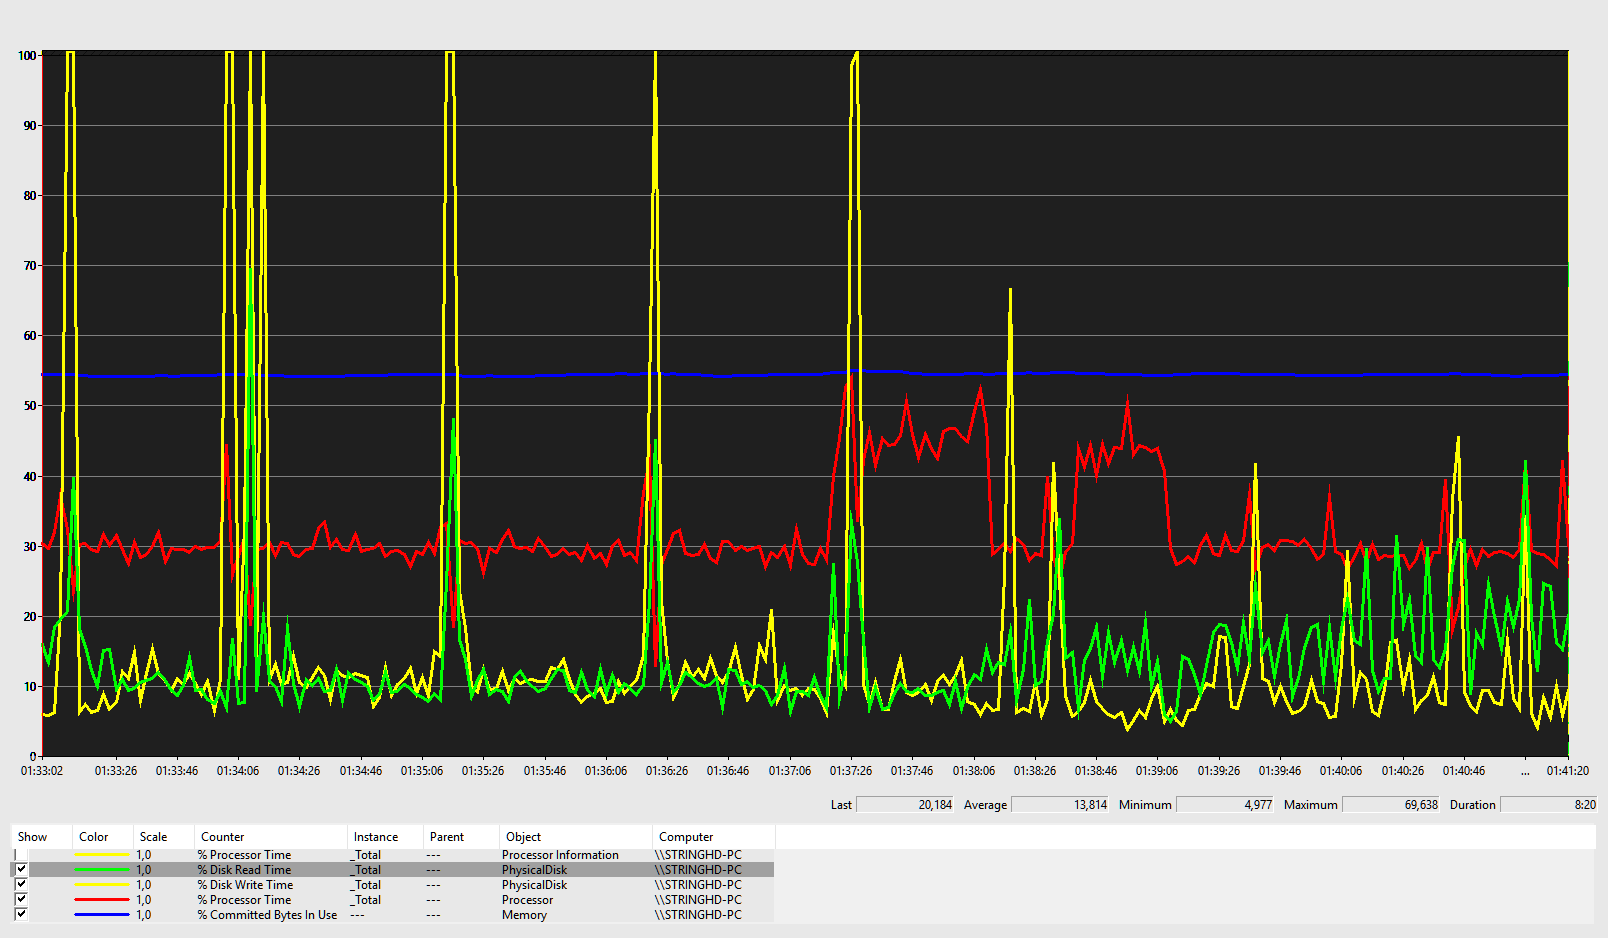 100
90
80
70
60
50
40
30
20
10
0
01:33:02 01:33:26 01:33:46 01:34:06 01:34:26 01:34:46 01:35:06 01:35:26 01:35:46 01:36:06 01:36:26 01:36:46 01:37:06 01:37:26 01:37:46 01:38:06 01:38:26 01:38:46 01:39:06 01:39:26 01:39:46 01:40:06 01:40:26 01:40:46 ... 01:41:20
Last 20,184 Average 13,814 Minimum 4,977 Maximum 69,638 Duration 8:20
Show Color Scale Counter Instance Parent Object Computer
1,0 % Processor Time _Total --- Processor Information \\STRINGHD-PC
1,0 % Disk Read Time _Total --- PhysicalDisk \\STRINGHD-PC
1,0 % Disk Write Time _Total --- PhysicalDisk \\STRINGHD-PC
1,0 % Processor Time _Total --- Processor \\STRINGHD-PC
1,0 % Committed Bytes In Use --- --- Memory \\STRINGHD-PC